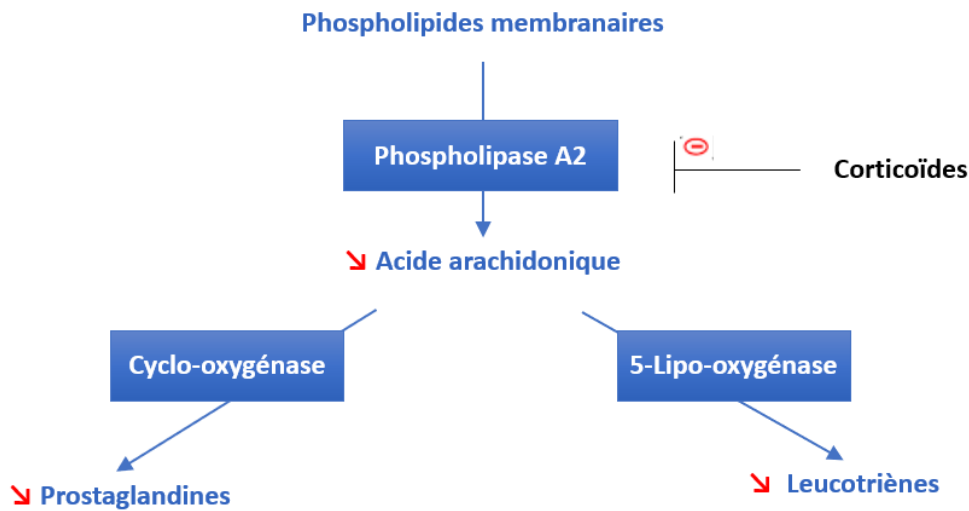 Phospholipides membranaires
Phospholipase A2
Corticoïdes
Acide arachidonique
Cyclo-oxygénase
5-Lipo-oxygénase
Prostaglandines
Leucotriènes